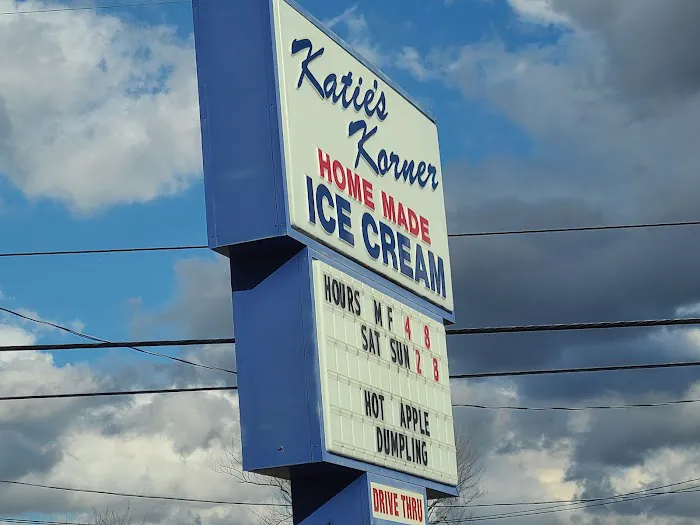 Katie's
Korner
HOME MADE
ICE CREAM
HOURS M F 4 8
SAT SUN 2 8
HOT APPLE
DUMPLING
DRIVE THRU